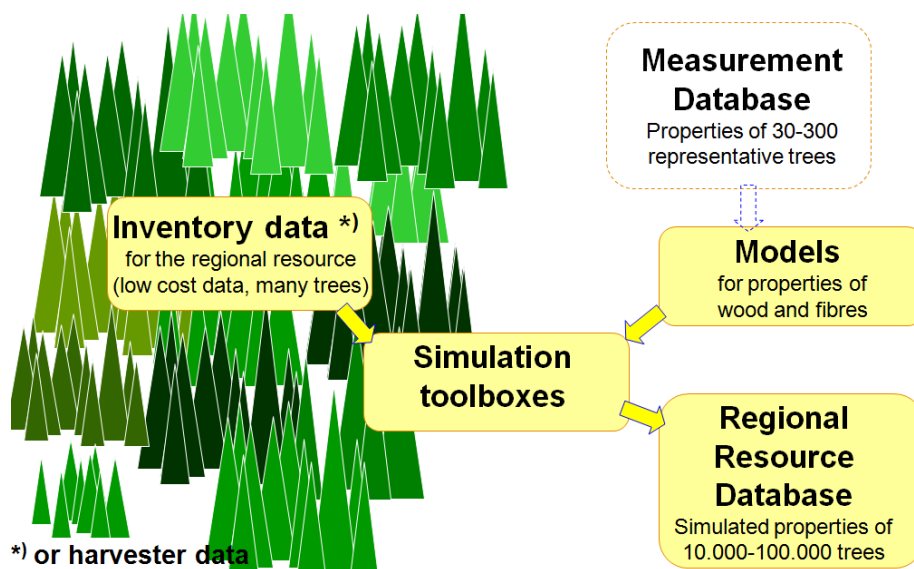 Measurement
Database
Properties of 30-300
representative trees
Inventory data *)
for the regional resource
(low cost data, many trees)
Models
for properties of
wood and fibres
Simulation
toolboxes
Regional
Resource
Database
Simulated properties of
10.000-100.000 trees
*) or harvester data